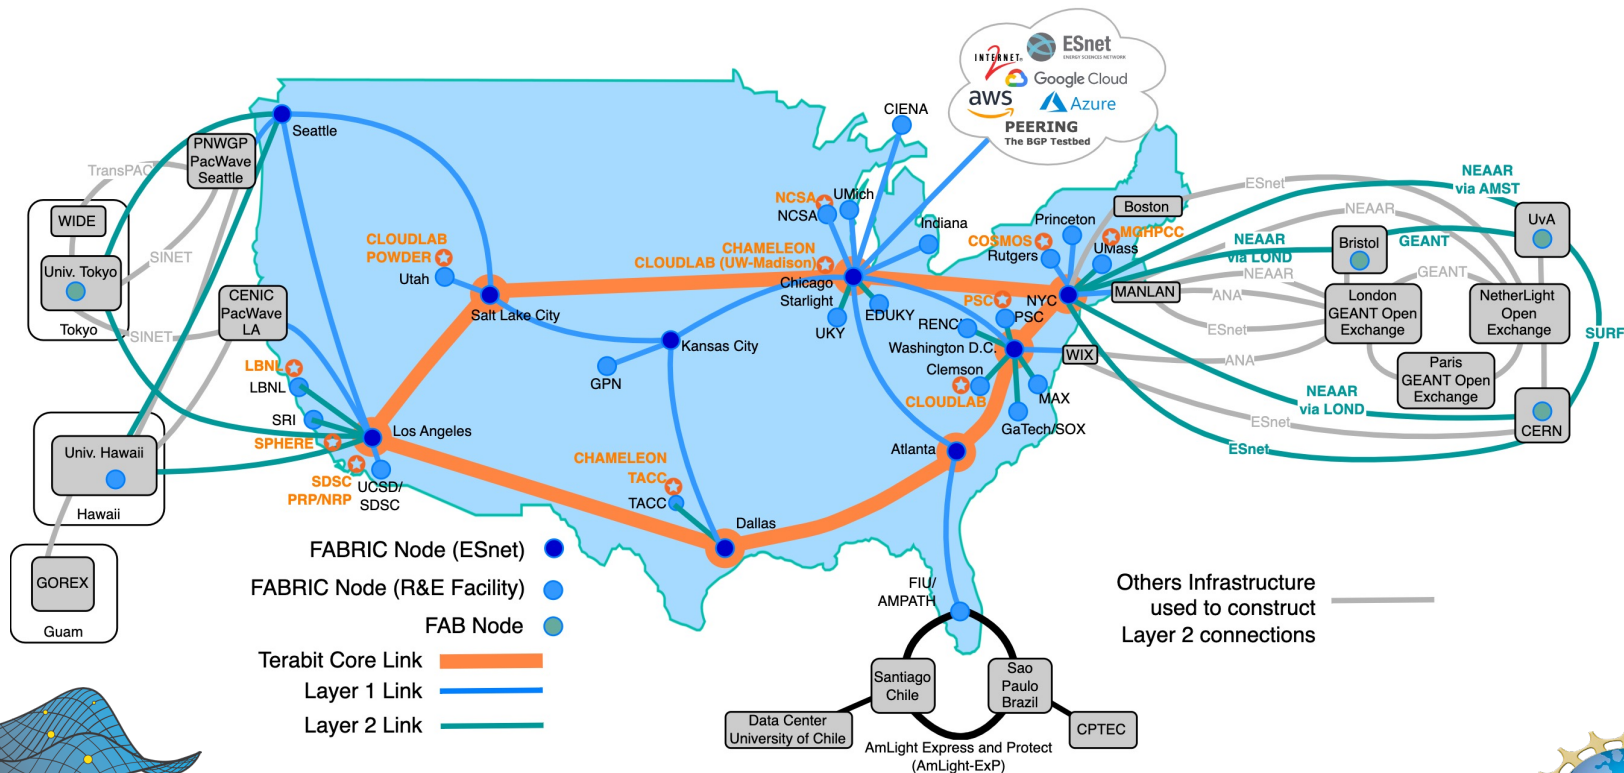 INTERNET
2
ESnet
ENERGY SCIENCES NETWORK
Google Cloud
aws
Azure
PEERING
The BGP Testbed
CIENA
Seattle
PNWGP
PacWave
Seattle
TransPAC
WIDE
SINET
Univ. Tokyo
Tokyo
SINET
CENIC
PacWave
LA
CLOUDLAB
POWDER
Utah
Salt Lake City
NCSA
NCSA
UMich
Indiana
CHAMELEON
CLOUDLAB (UW-Madison)
Chicago
Starlight
UKY
EDUKY
Kansas City
GPN
COSMOS
Rutgers
Princeton
MGHPCC
UMass
Boston
NYC
MANLAN
PSC
PSC
RENCI
Washington D.C.
WIX
Clemson
CLOUDLAB
MAX
GaTech/SOX
Atlanta
ESnet
NEAAR
via AMST
NEAAR
NEAAR
via LOND
NEAAR
ANA
ESnet
ANA
Bristol
GEANT
UvA
GEANT
London
GEANT Open
Exchange
NetherLight
Open
Exchange
SURF
Paris
GEANT Open
Exchange
NEAAR
via LOND
ESnet
CERN
ESnet
LBNL
LBNL
SRI
SPHERE
Los Angeles
SDSC
PRP/NRP
UCSD/
SDSC
Univ. Hawaii
Hawaii
GOREX
Guam
CHAMELEON
TACC
TACC
Dallas
FIU/
AMPATH
Santiago
Chile
Sao
Paulo
Brazil
Data Center
University of Chile
CPTEC
AmLight Express and Protect
(AmLight-ExP)
FABRIC Node (ESnet)
FABRIC Node (R&E Facility)
FAB Node
Terabit Core Link
Layer 1 Link
Layer 2 Link
Others Infrastructure
used to construct
Layer 2 connections